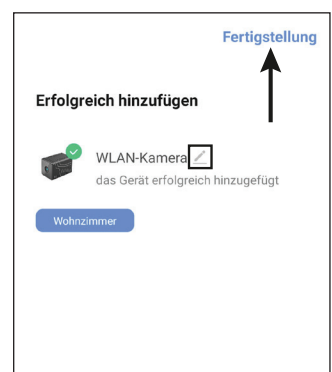 Fertigstellung
Erfolgreich hinzufügen
WLAN-Kamera
das Gerät erfolgreich hinzugefügt
Wohnzimmer